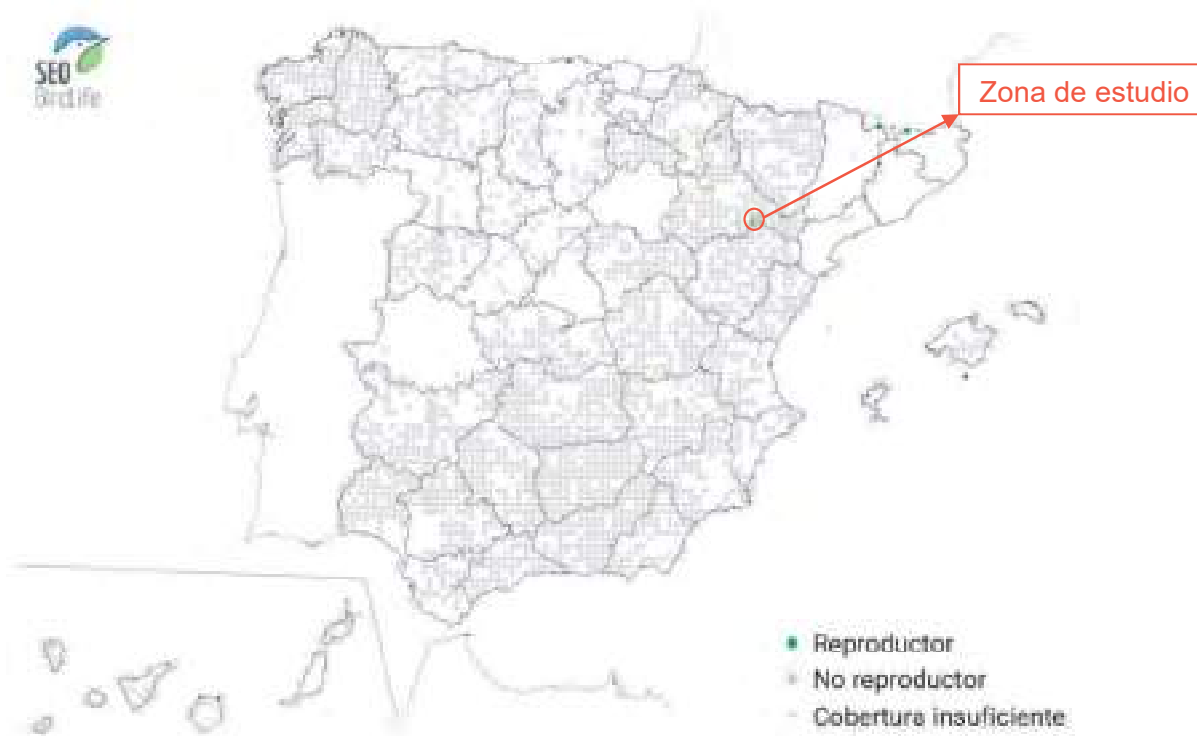 SEO
BirdLife
Zona de estudio
Reproductor
No reproductor
Cobertura insuficiente